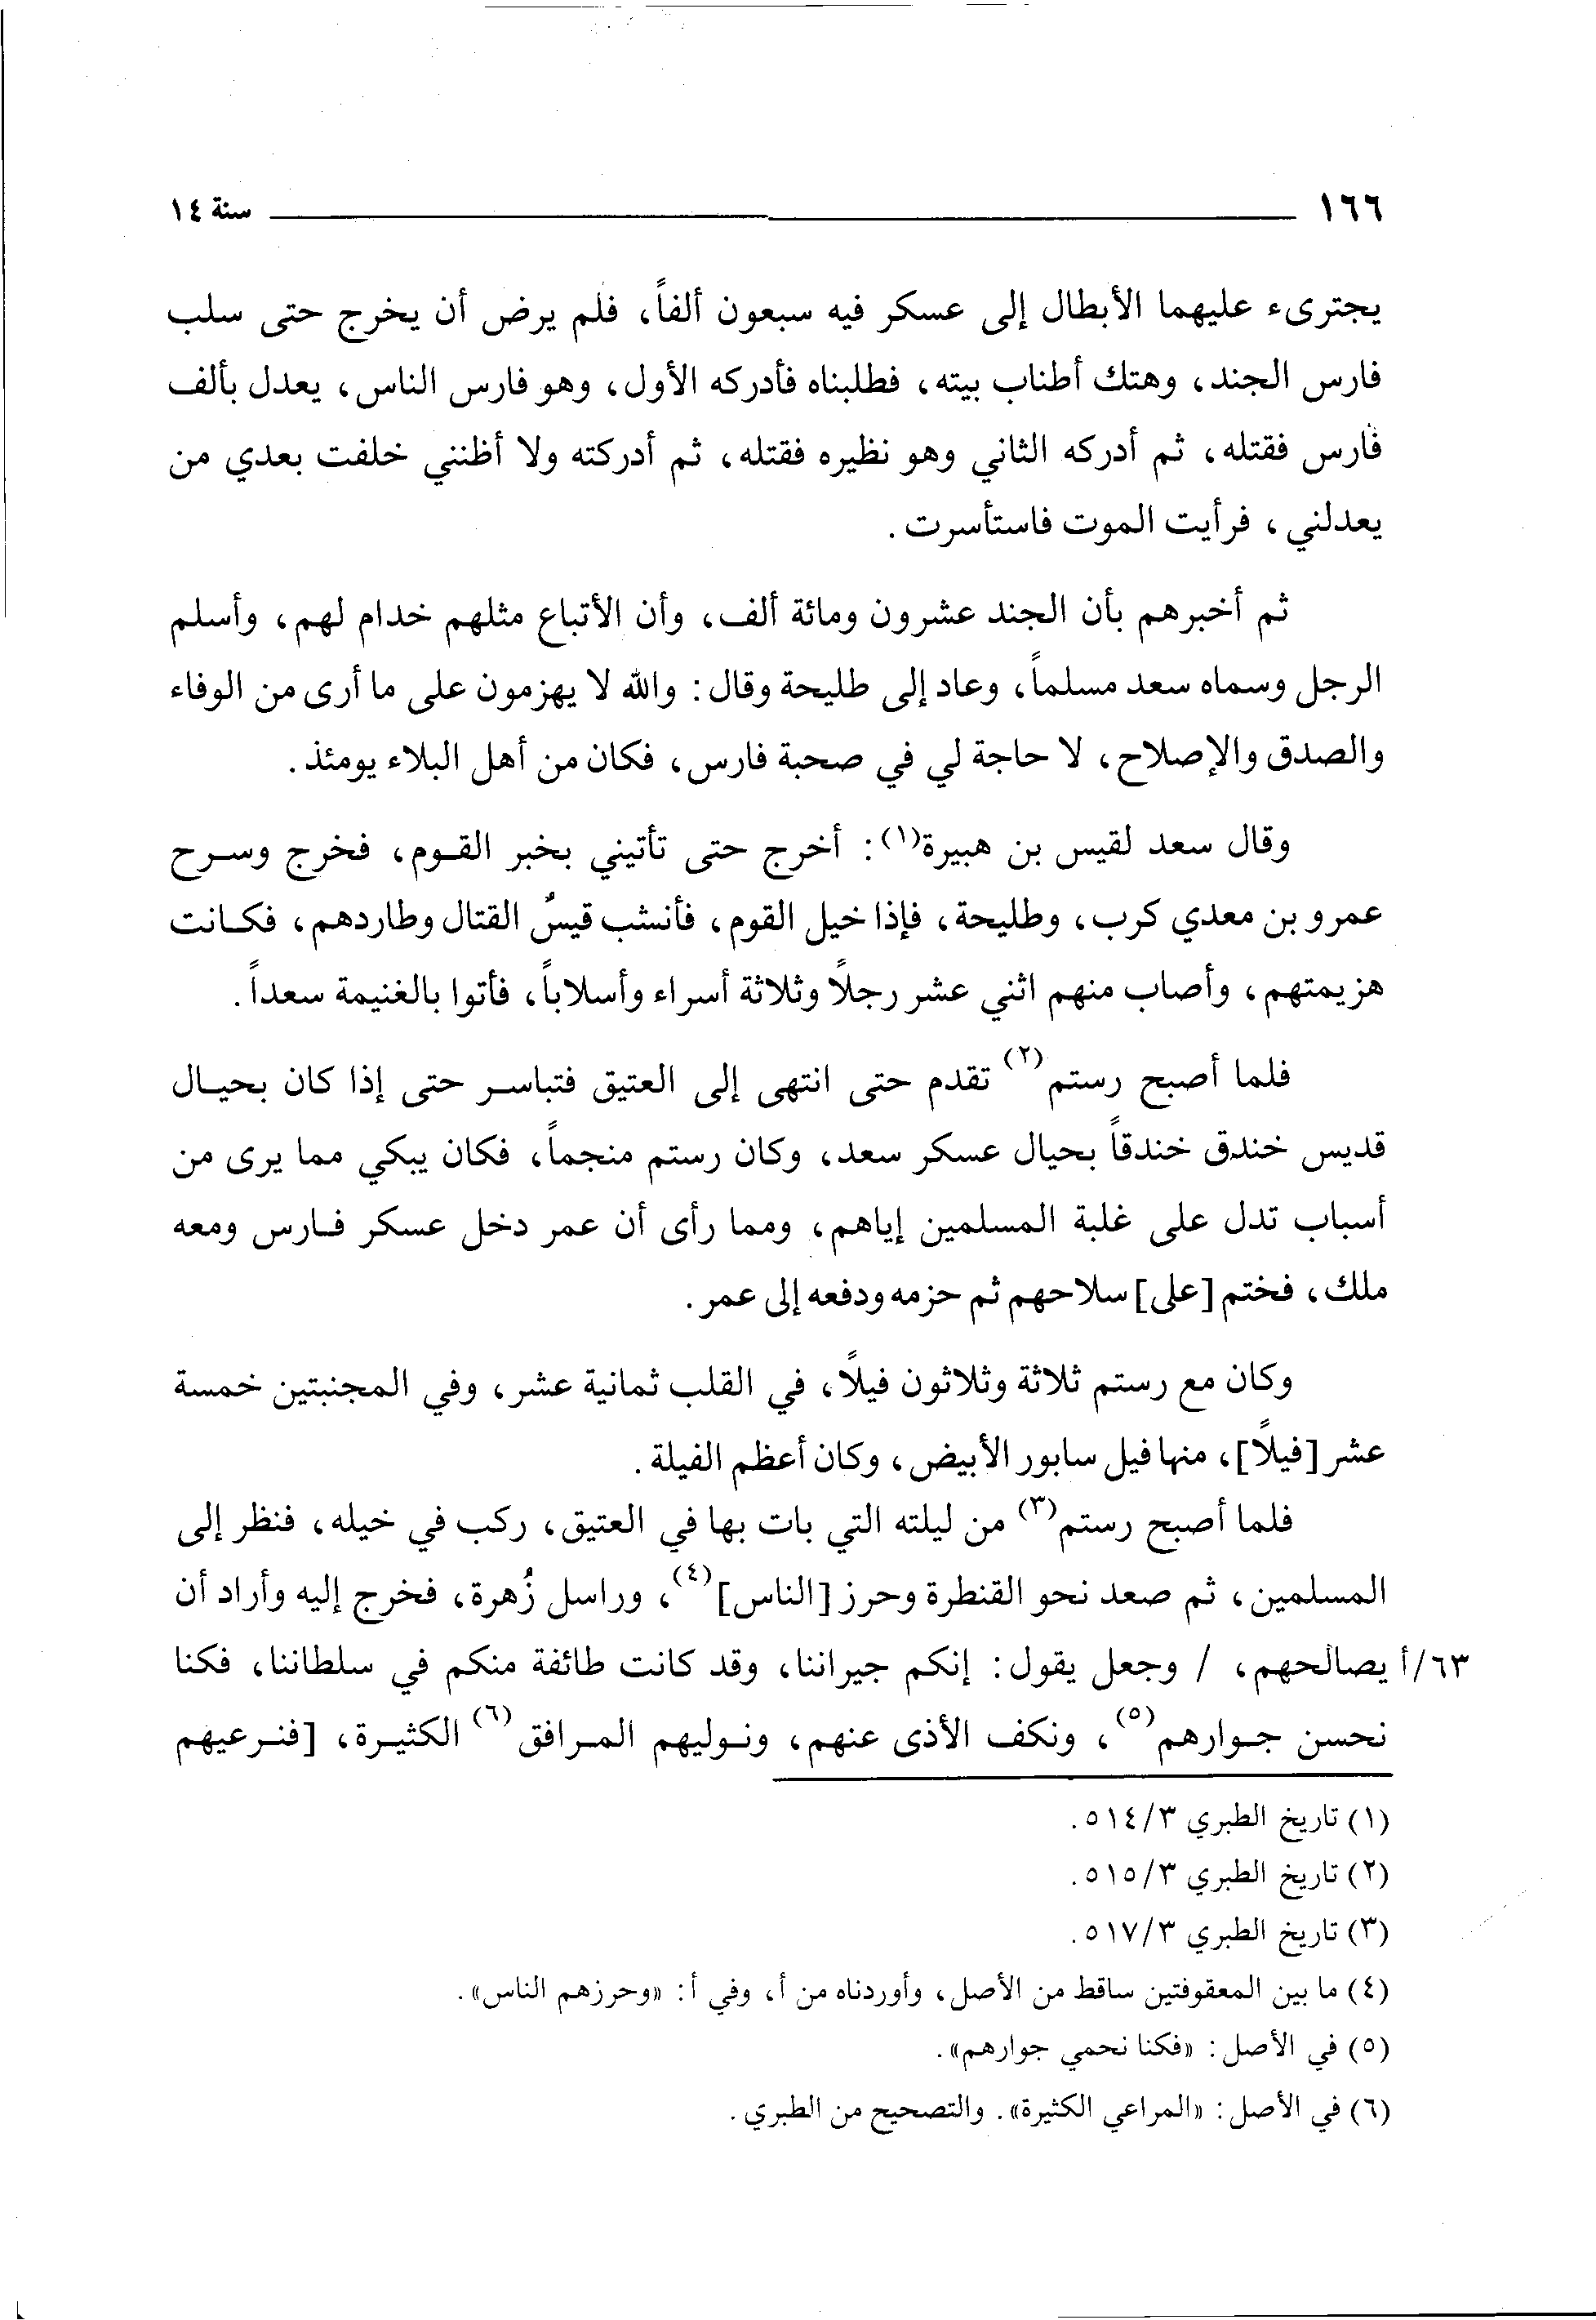 ١٦٦ سنة ١٤
يجترىء عليهما الأبطال إلى عسكر فيه سبعون ألفاً، فلم يرض أن يخرج حتى سلب
فارس الجند، وهتك أطناب بيته، فطلبناه فأدركه الأول، وهو فارس الناس، يعدل بألف
فارس فقتله، ثم أدركه الثاني وهو نظيره فقتله، ثم أدركته ولا أظنني خلفت بعدي من
يعدلني، فرأيت الموت فاستأسرت.
ثم أخبرهم بأن الجند عشرون ومائة ألف، وأن الأتباع مثلهم خدام لهم، وأسلم
الرجل وسماه سعد مسلماً، وعاد إلى طليحة وقال: والله لا يهزمون على ما أرى من الوفاء
والصدق والإصلاح، لا حاجة لي في صحبة فارس، فكان من أهل البلاء يومئذ.
وقال سعد لقيس بن هبيرة(١): أخرج حتى تأتيني بخبر القوم، فخرج وسرح
عمرو بن معدي كرب، وطليحة، فإذا خيل القوم، فأنشب قيسٌ القتال وطاردهم، فكانت
هزيمتهم، وأصاب منهم اثني عشر رجلاً وثلاثة أسراء وأسلاباً، فأتوا بالغنيمة سعداً.
فلما أصبح رستم(٢) تقدم حتى انتهى إلى العتيق فتباسر حتى إذا كان بحيال
قديس خندق خندقاً بحيال عسكر سعد، وكان رستم منجماً، فكان يبكي مما يرى من
أسباب تدل على غلبة المسلمين إياهم، ومما رأى أن عمر دخل عسكر فارس ومعه
ملك، فختم [على] سلاحهم ثم حزمه ودفعه إلى عمر.
وكان مع رستم ثلاثة وثلاثون فيلاً، في القلب ثمانية عشر، وفي المجنبتين خمسة
عشر [فيلاً]، منها فيل سابور الأبيض، وكان أعظم الفيلة.
فلما أصبح رستم(٣) من ليلته التي بات بها في العتيق، ركب في خيله، فنظر إلى
المسلمين، ثم صعد نحو القنطرة وحرز [الناس](٤)، وراسل زُهرة، فخرج إليه وأراد أن
٦٣/أ يصالحهم، / وجعل يقول: إنكم جيراننا، وقد كانت طائفة منكم في سلطاننا، فكنا
نحسن جوارهم(٥)، ونكف الأذى عنهم، ونوليهم المرافق(٦) الكثيرة، [فنرعيهم
(١) تاريخ الطبري ٥١٤/٣.
(٢) تاريخ الطبري ٥١٥/٣.
(٣) تاريخ الطبري ٥١٧/٣.
(٤) ما بين المعقوفتين ساقط من الأصل، وأوردناه من أ، وفي أ: «وحرزهم الناس».
(٥) في الأصل: «فكنا نحمي جوارهم».
(٦) في الأصل: «المراعي الكثيرة». والتصحيح من الطبري.